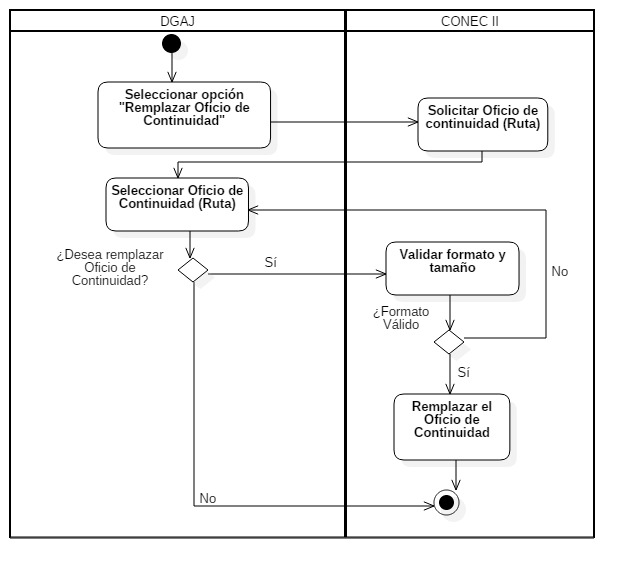 DGAJ
CONEC II
Seleccionar opción
"Remplazar Oficio de
Continuidad"
Solicitar Oficio de
continuidad (Ruta)
Seleccionar Oficio de
Continuidad (Ruta)
¿Desea remplazar
Oficio de
Continuidad?
Sí
Validar formato y
tamaño
No
¿Formato
Válido
Sí
Remplazar el
Oficio de
Continuidad
No